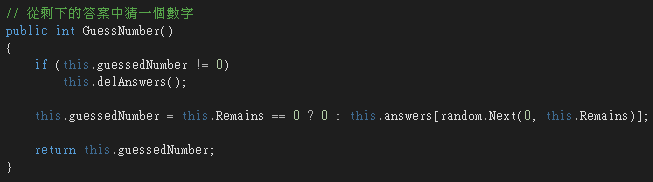 // 從剩下的答案中猜一個數字
public int GuessNumber()
{
if (this.guessedNumber != 0)
this.delAnswers();
this.guessedNumber = this.Remains == 0 ? 0 : this.answers[random.Next(0, this.Remains)];
return this.guessedNumber;
}